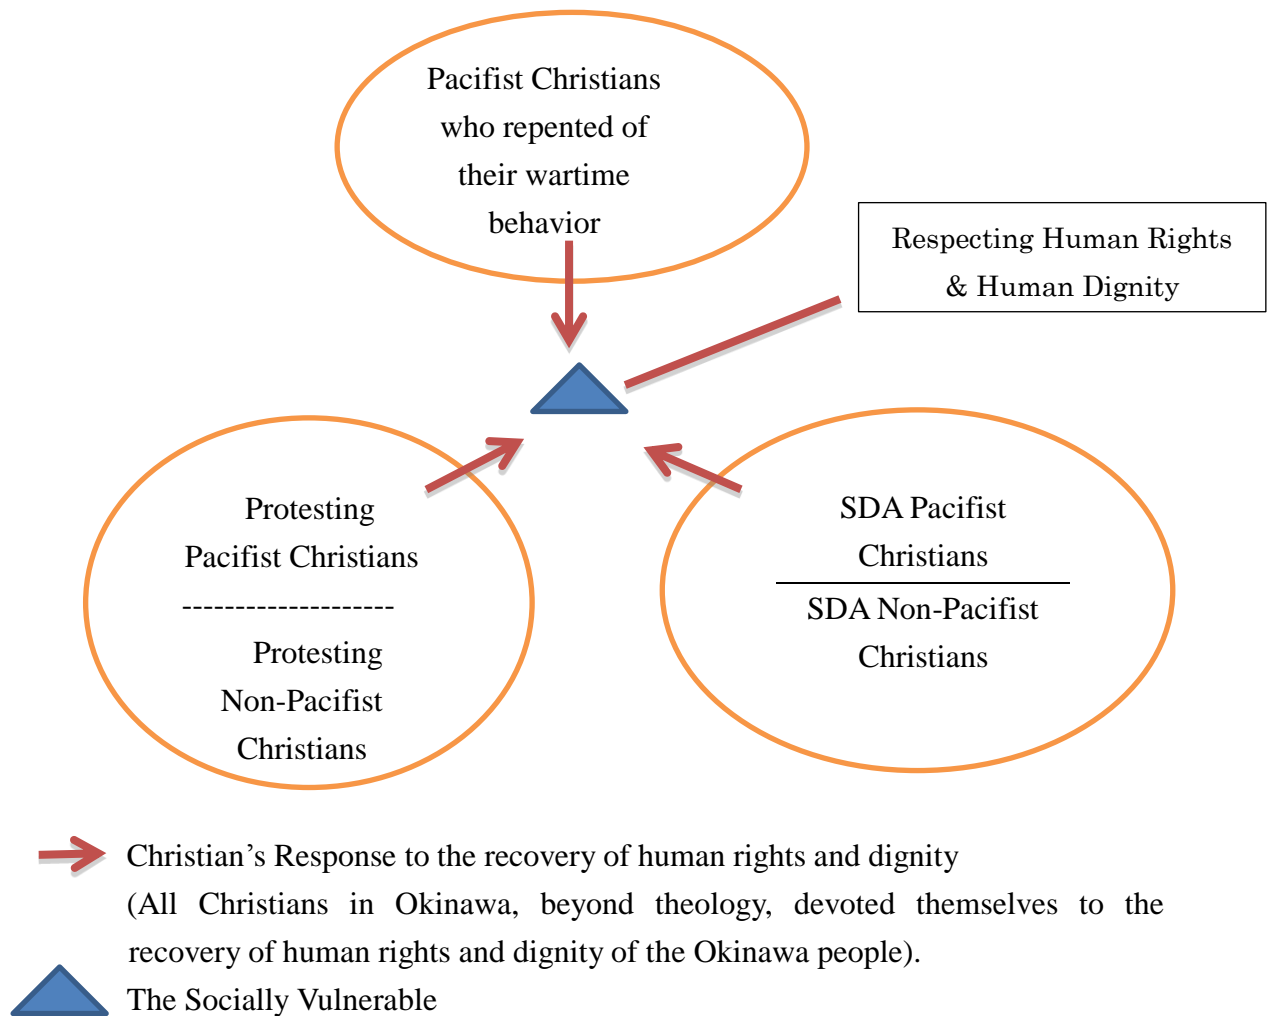 Pacifist Christians
who repented of
their wartime
behavior
Respecting Human Rights
& Human Dignity
Protesting
Pacifist Christians
--------------------
Protesting
Non-Pacifist
Christians
SDA Pacifist
Christians
SDA Non-Pacifist
Christians
Christian’s Response to the recovery of human rights and dignity
(All Christians in Okinawa, beyond theology, devoted themselves to the
recovery of human rights and dignity of the Okinawa people).
The Socially Vulnerable